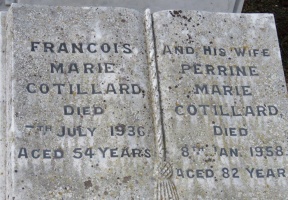 FRANCOIS
MARIE
COTILLARD,
DIED
7TH JULY 1936
AGED 54 YEARS
AND HIS WIFE
PERRINE
MARIE
COTILLARD,
DIED
8TH JAN. 1958
AGED 82 YEAR